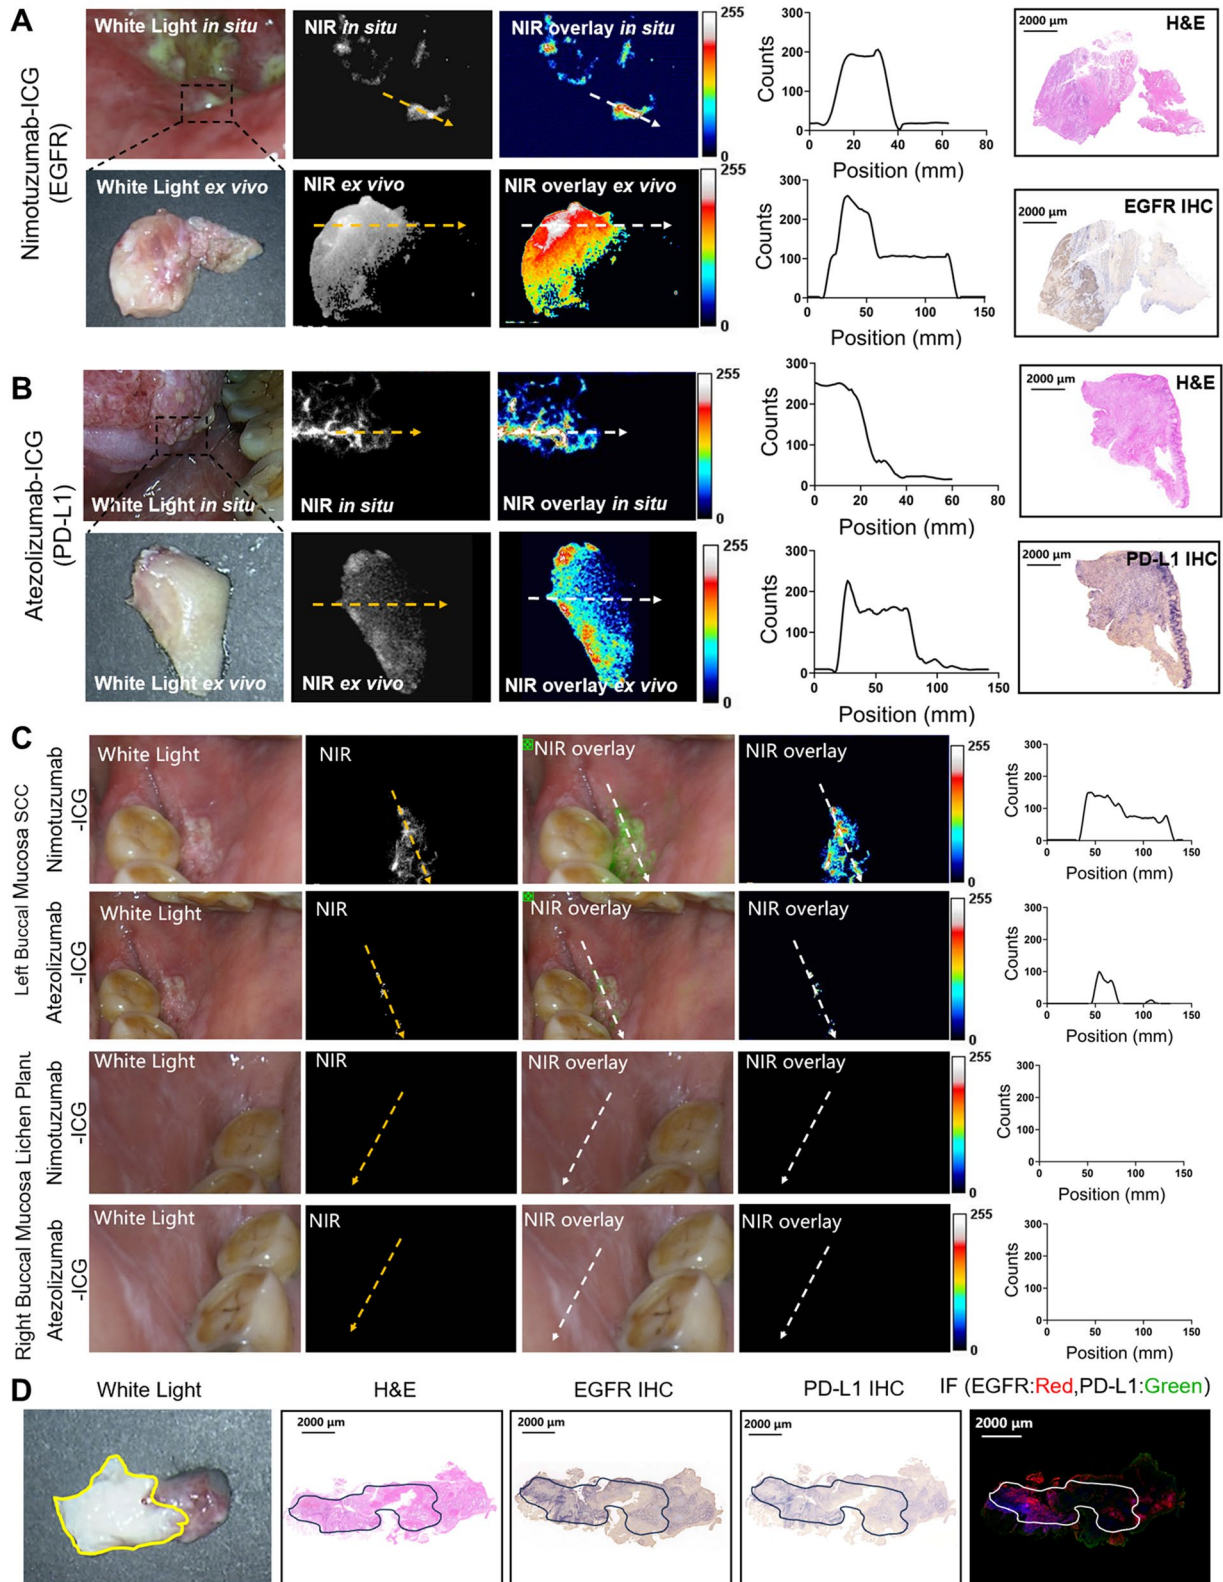 A
Nimotuzumab-ICG
(EGFR)
White Light in situ
NIR in situ
NIR overlay in situ
255
0
Counts
300
200
100
0
0 20 40 60 80
Position (mm)
2000 µm
H&E
White Light ex vivo
NIR ex vivo
NIR overlay ex vivo
255
0
Counts
300
200
100
0
0 50 100 150
Position (mm)
2000 µm
EGFR IHC
B
Atezolizumab-ICG
(PD-L1)
White Light in situ
NIR in situ
NIR overlay in situ
255
0
Counts
300
200
100
0
0 20 40 60 80
Position (mm)
2000 µm
H&E
White Light ex vivo
NIR ex vivo
NIR overlay ex vivo
255
0
Counts
300
200
100
0
0 50 100 150
Position (mm)
2000 µm
PD-L1 IHC
C
Left Buccal Mucosa SCC
Nimotuzumab
-ICG
White Light
NIR
NIR overlay
NIR overlay
255
0
Counts
300
200
100
0
0 50 100 150
Position (mm)
Atezolizumab
-ICG
White Light
NIR
NIR overlay
NIR overlay
255
0
Counts
300
200
100
0
0 50 100 150
Position (mm)
Right Buccal Mucosa Lichen Planu
Nimotuzumab
-ICG
White Light
NIR
NIR overlay
NIR overlay
255
0
Counts
300
200
100
0
0 50 100 150
Position (mm)
Atezolizumab
-ICG
White Light
NIR
NIR overlay
NIR overlay
255
0
Counts
300
200
100
0
0 50 100 150
Position (mm)
D
White Light
H&E
EGFR IHC
PD-L1 IHC
IF (EGFR:Red,PD-L1:Green)
2000 µm
2000 µm
2000 µm
2000 µm